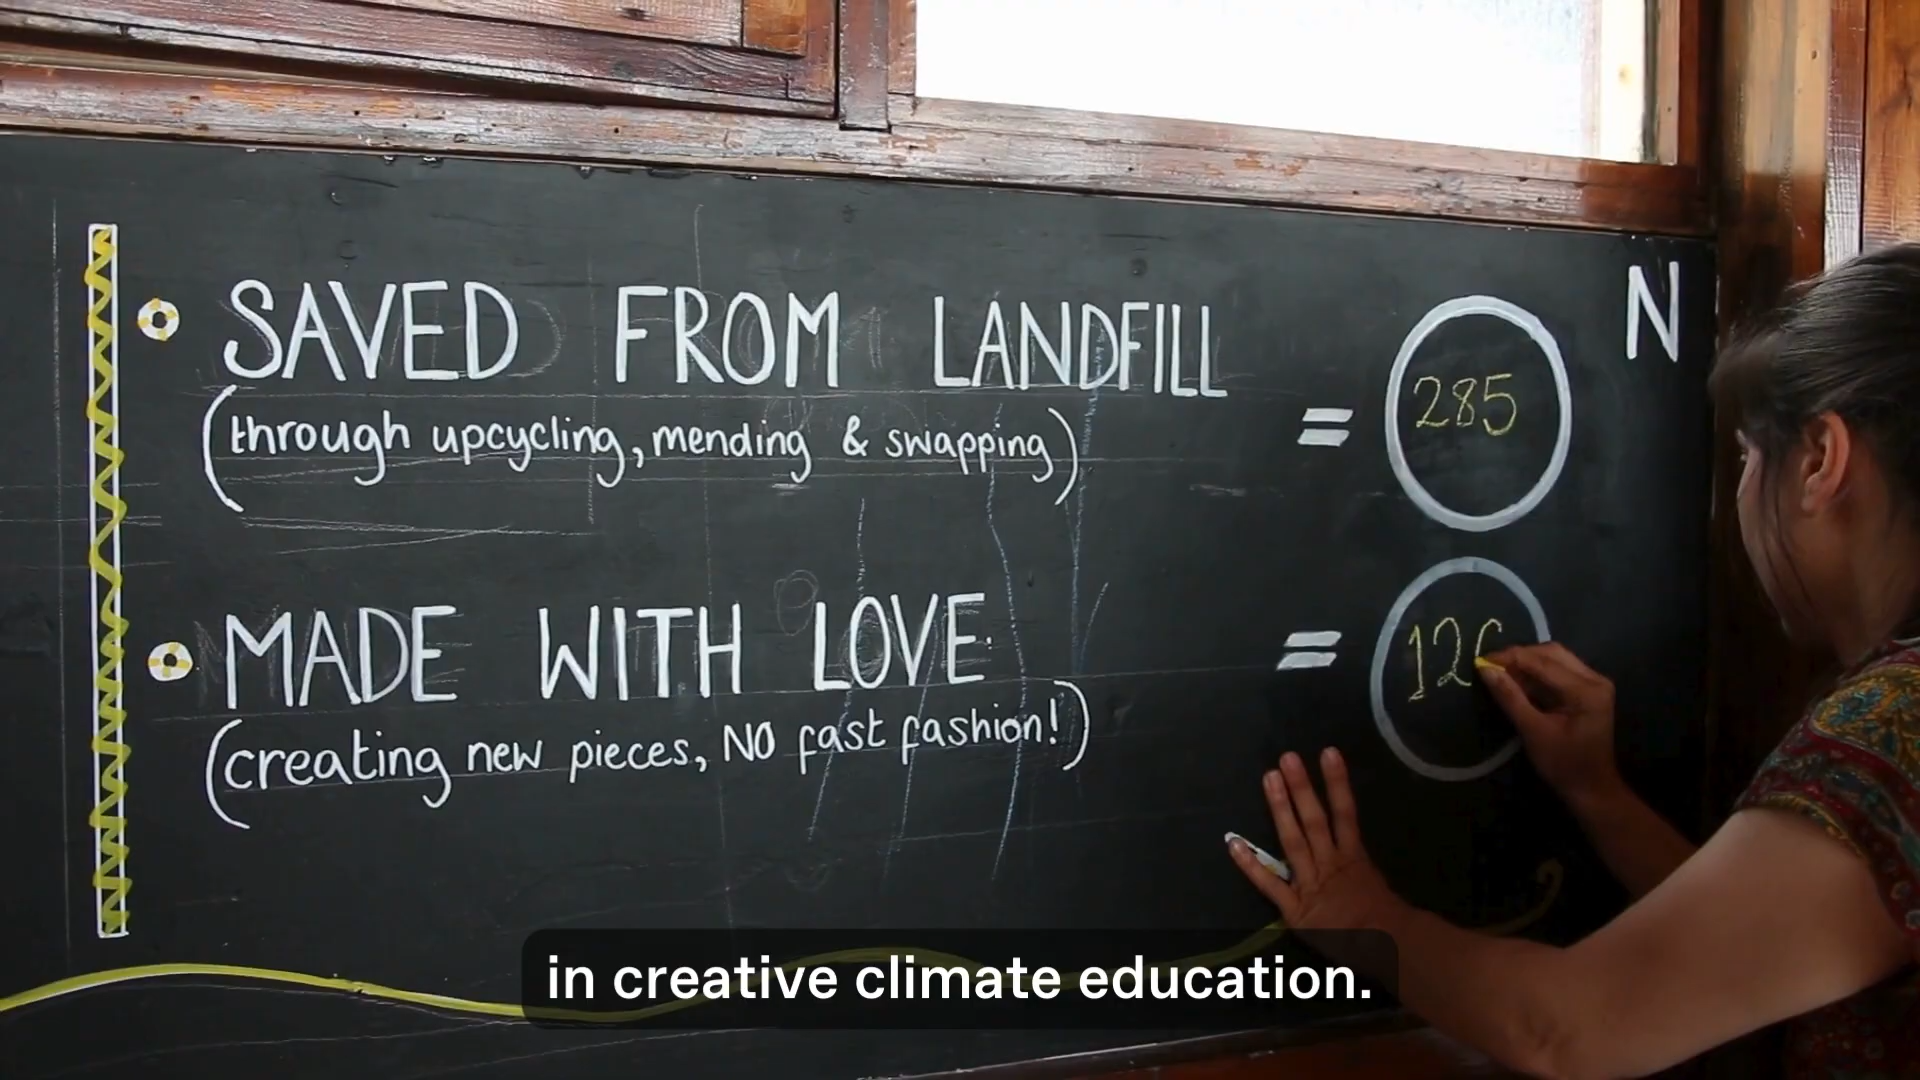 SAVED FROM LANDFILL
(through upcycling, mending & swapping)
= 285
N
MADE WITH LOVE
(creating new pieces, NO fast fashion!)
= 126
in creative climate education.